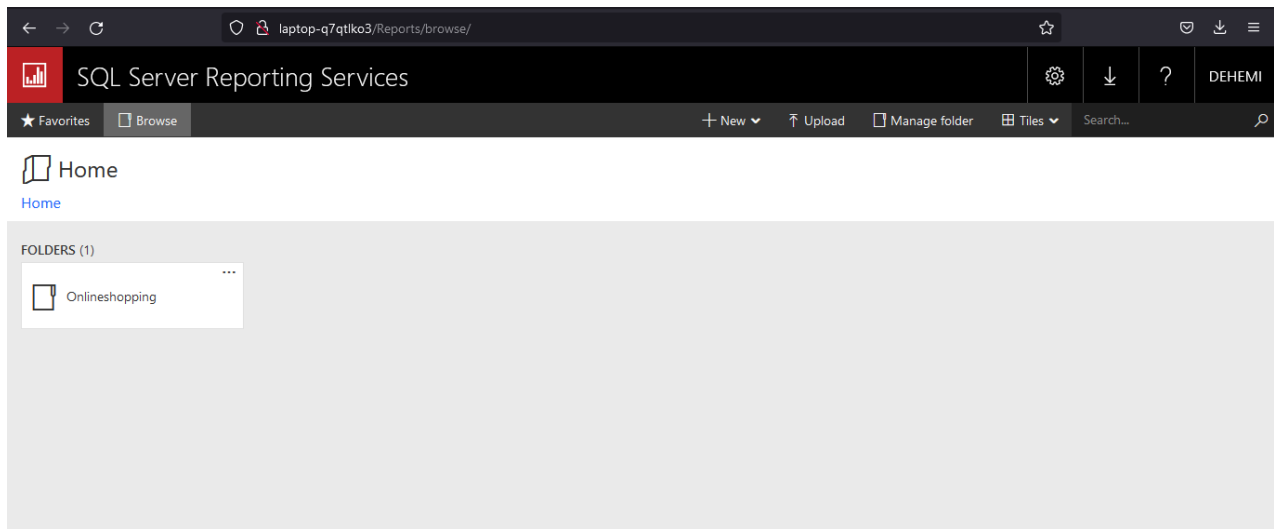 laptop-q7qtlko3/Reports/browse/
SQL Server Reporting Services
? DEHEMI
Favorites Browse New Upload Manage folder Tiles Search...
Home
Home
FOLDERS (1)
...
Onlineshopping